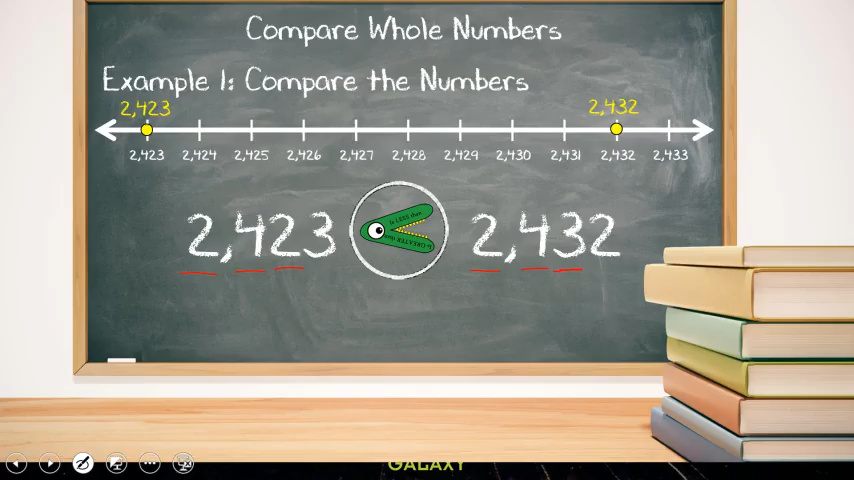 Compare Whole Numbers
Example 1: Compare the Numbers
2,423 2,432
2,423 2,424 2,425 2,426 2,427 2,428 2,429 2,430 2,431 2,432 2,433
2,423 Is LESS than 2,432
Is GREATER than
GALAXY